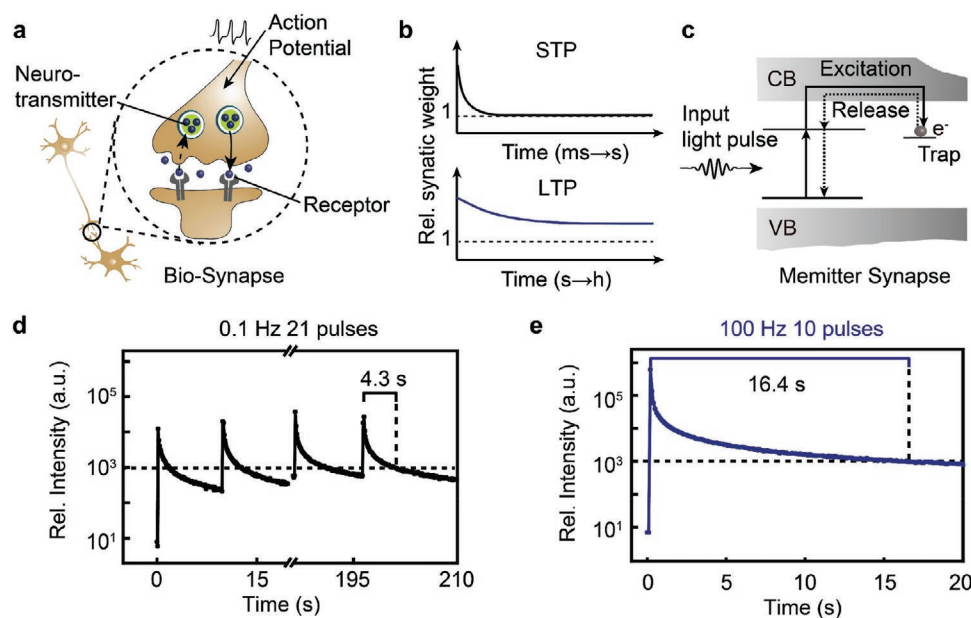 a
Action
Potential
Neuro-
transmitter
Receptor
Bio-Synapse
b
STP
1
Time (ms→s)
Rel. synatic weight
LTP
1
Time (s→h)
c
CB
Excitation
Release
Input
light pulse
e-
Trap
VB
Memitter Synapse
d
0.1 Hz 21 pulses
4.3 s
Rel. Intensity (a.u.)
10⁵
10³
10¹
0
15
195
210
Time (s)
e
100 Hz 10 pulses
16.4 s
Rel. Intensity (a.u.)
10⁵
10³
10¹
0
5
10
15
20
Time (s)